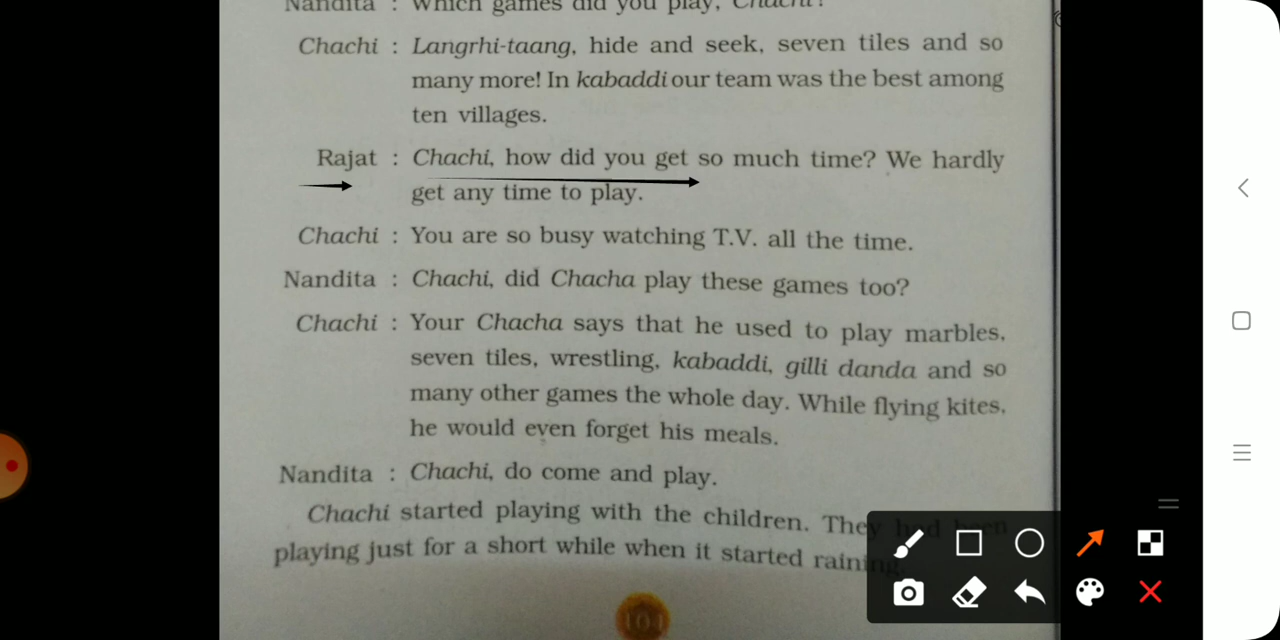 Nandita : Which games did you play, Chachi?
Chachi : Langrhi-taang, hide and seek, seven tiles and so
many more! In kabaddi our team was the best among
ten villages.
Rajat : Chachi, how did you get so much time? We hardly
get any time to play.
Chachi : You are so busy watching T.V. all the time.
Nandita : Chachi, did Chacha play these games too?
Chachi : Your Chacha says that he used to play marbles,
seven tiles, wrestling, kabaddi, gilli danda and so
many other games the whole day. While flying kites,
he would even forget his meals.
Nandita : Chachi, do come and play.
Chachi started playing with the children. They had been
playing just for a short while when it started raining.
101